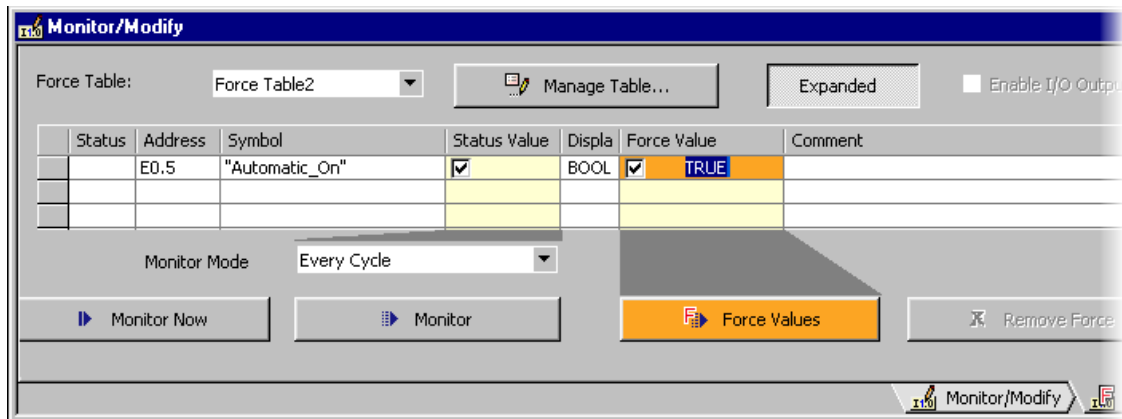 Monitor/Modify
Force Table: Force Table2 Manage Table... Expanded Enable I/O Outpu
Status Address Symbol Status Value Displa Force Value Comment
E0.5 "Automatic_On" BOOL TRUE
Monitor Mode Every Cycle
Monitor Now Monitor F Force Values Remove Force
Monitor/Modify